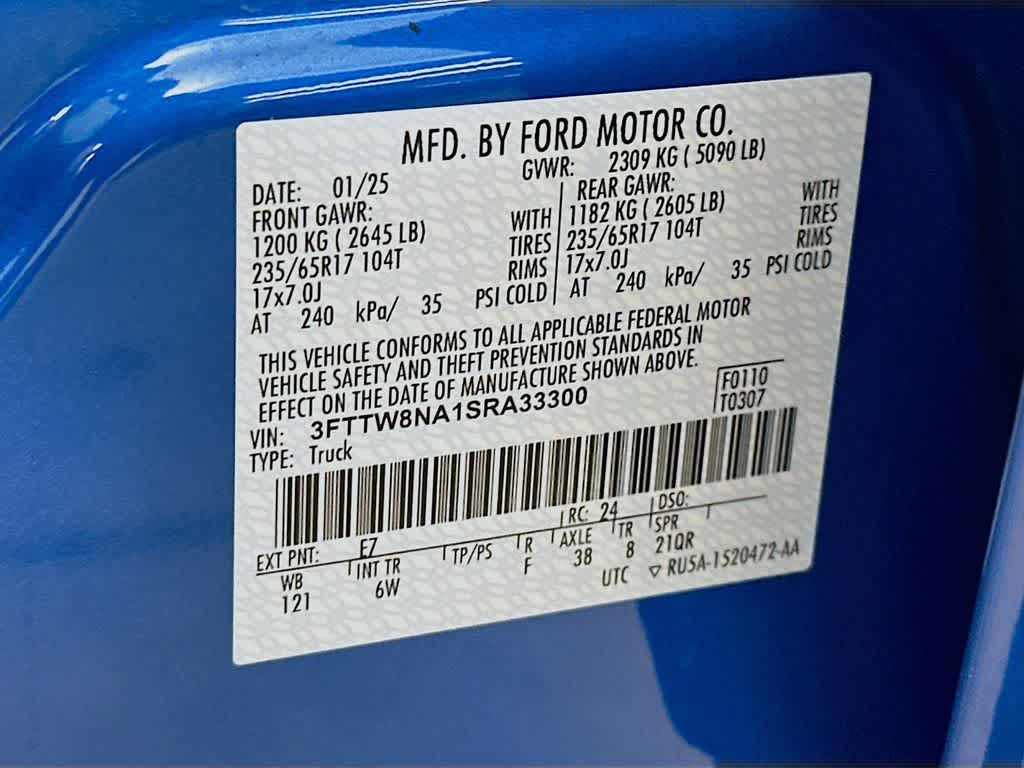 MFD. BY FORD MOTOR CO.
DATE: 01/25
GVWR: 2309 KG ( 5090 LB)
FRONT GAWR:
1200 KG ( 2645 LB) WITH
235/65R17 104T TIRES
17x7.0J RIMS
AT 240 kPa/ 35 PSI COLD
REAR GAWR:
1182 KG ( 2605 LB) WITH
235/65R17 104T TIRES
17x7.0J RIMS
AT 240 kPa/ 35 PSI COLD
THIS VEHICLE CONFORMS TO ALL APPLICABLE FEDERAL MOTOR
VEHICLE SAFETY AND THEFT PREVENTION STANDARDS IN
EFFECT ON THE DATE OF MANUFACTURE SHOWN ABOVE.
VIN: 3FTTW8NA1SRA33300
F0110
TYPE: Truck
T0307
EXT PNT: E7 RC: 24 DSO:
WB INT TR TP/PS R AXLE TR SPR
121 6W F 38 8 21QR
UTC ▽ RU5A-1520472-AA